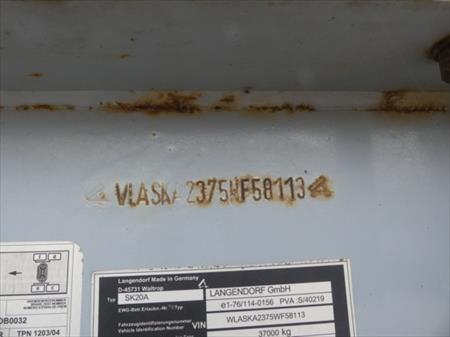 VLASKA2375WF58113
Langendorf Made in Germany
D-45731 Waltrop
Typ SK20A
LANGENDORF GmbH
EWG-Betr.Erlaubn.-Nr. / Typ e1-76/114-0156 PVA :S/40219
Fahrzeugidentifizierungsnummer
Vehicle Identification Number VIN WLASKA2375WF58113
37000 kg
DB0032
R TPN 1203/04